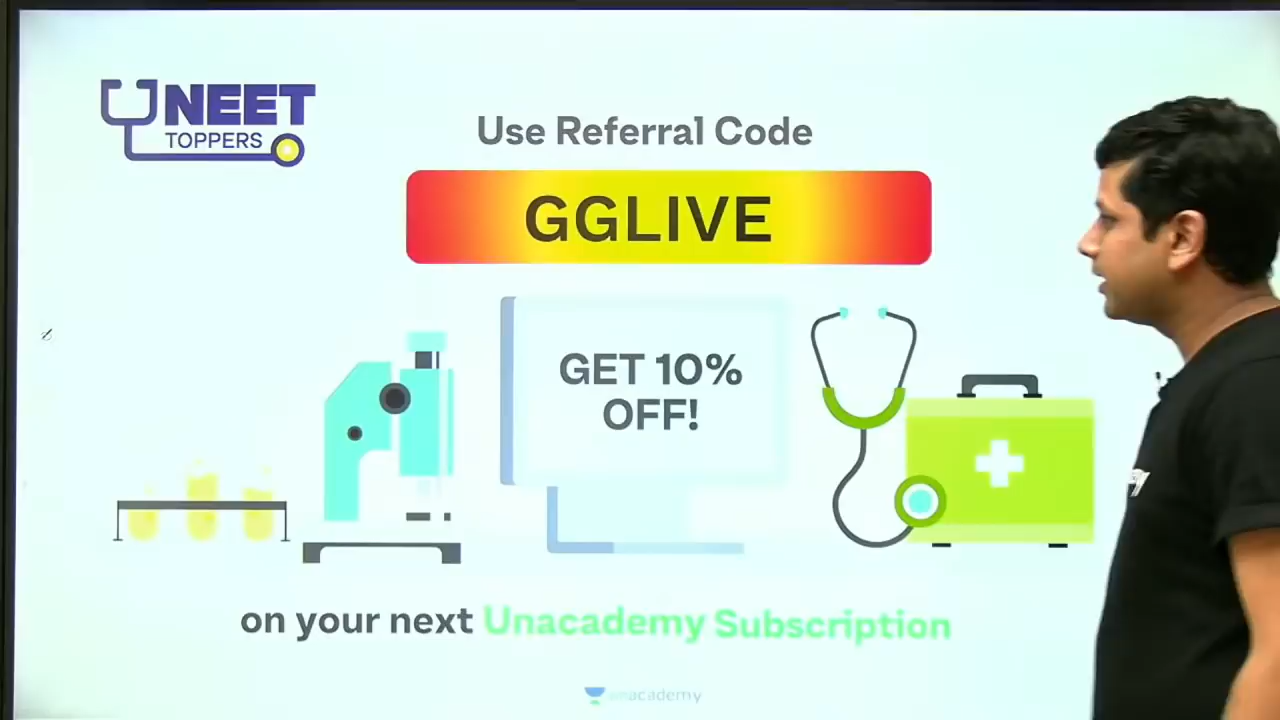 NEET
TOPPERS
Use Referral Code
GGLIVE
GET 10%
OFF!
on your next Unacademy Subscription
unacademy